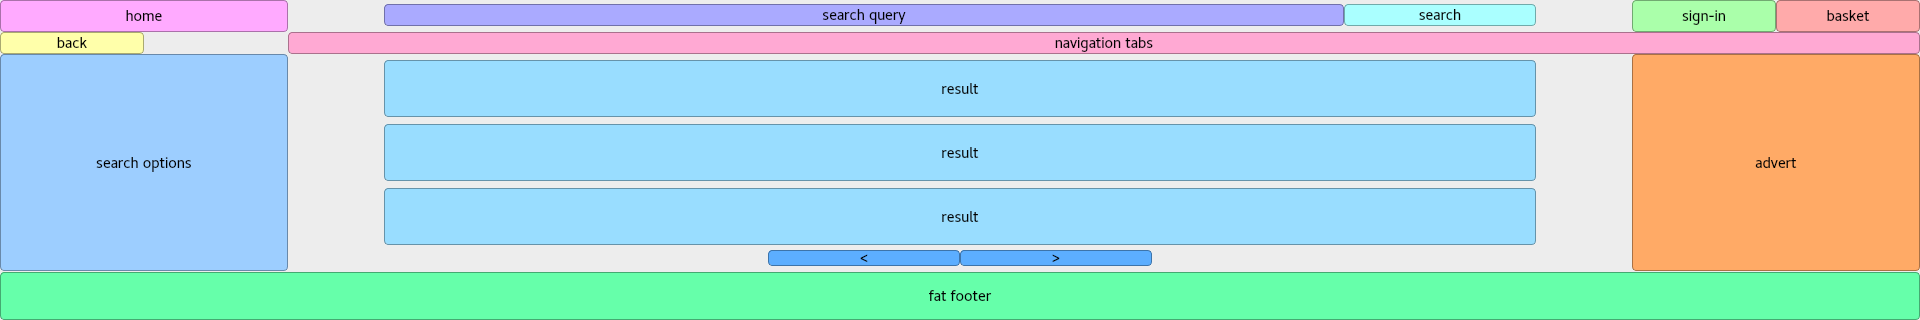 home
search query
search
sign-in
basket
back
navigation tabs
search options
result
result
result
advert
<
>
fat footer